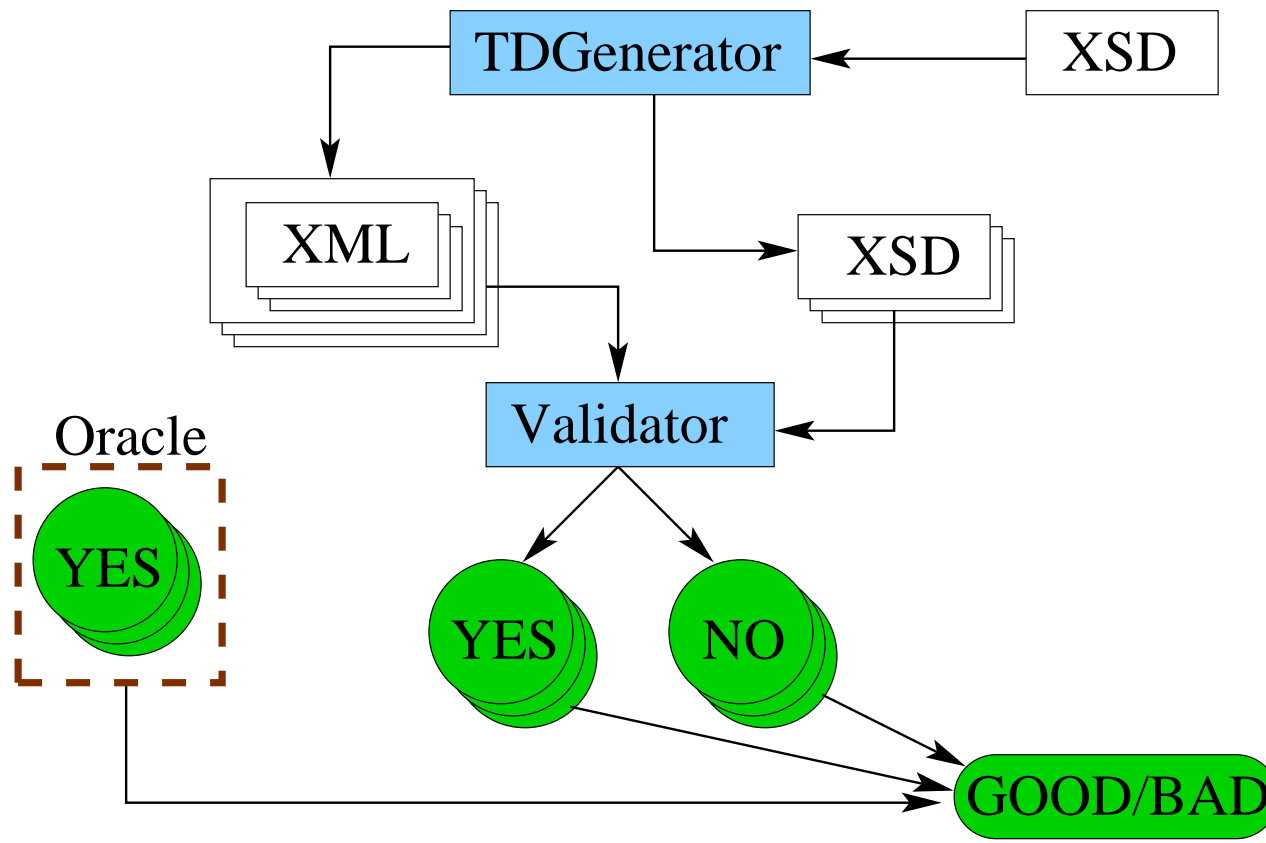 TDGenerator
XSD
XML
XSD
Validator
Oracle
YES
YES
NO
GOOD/BAD